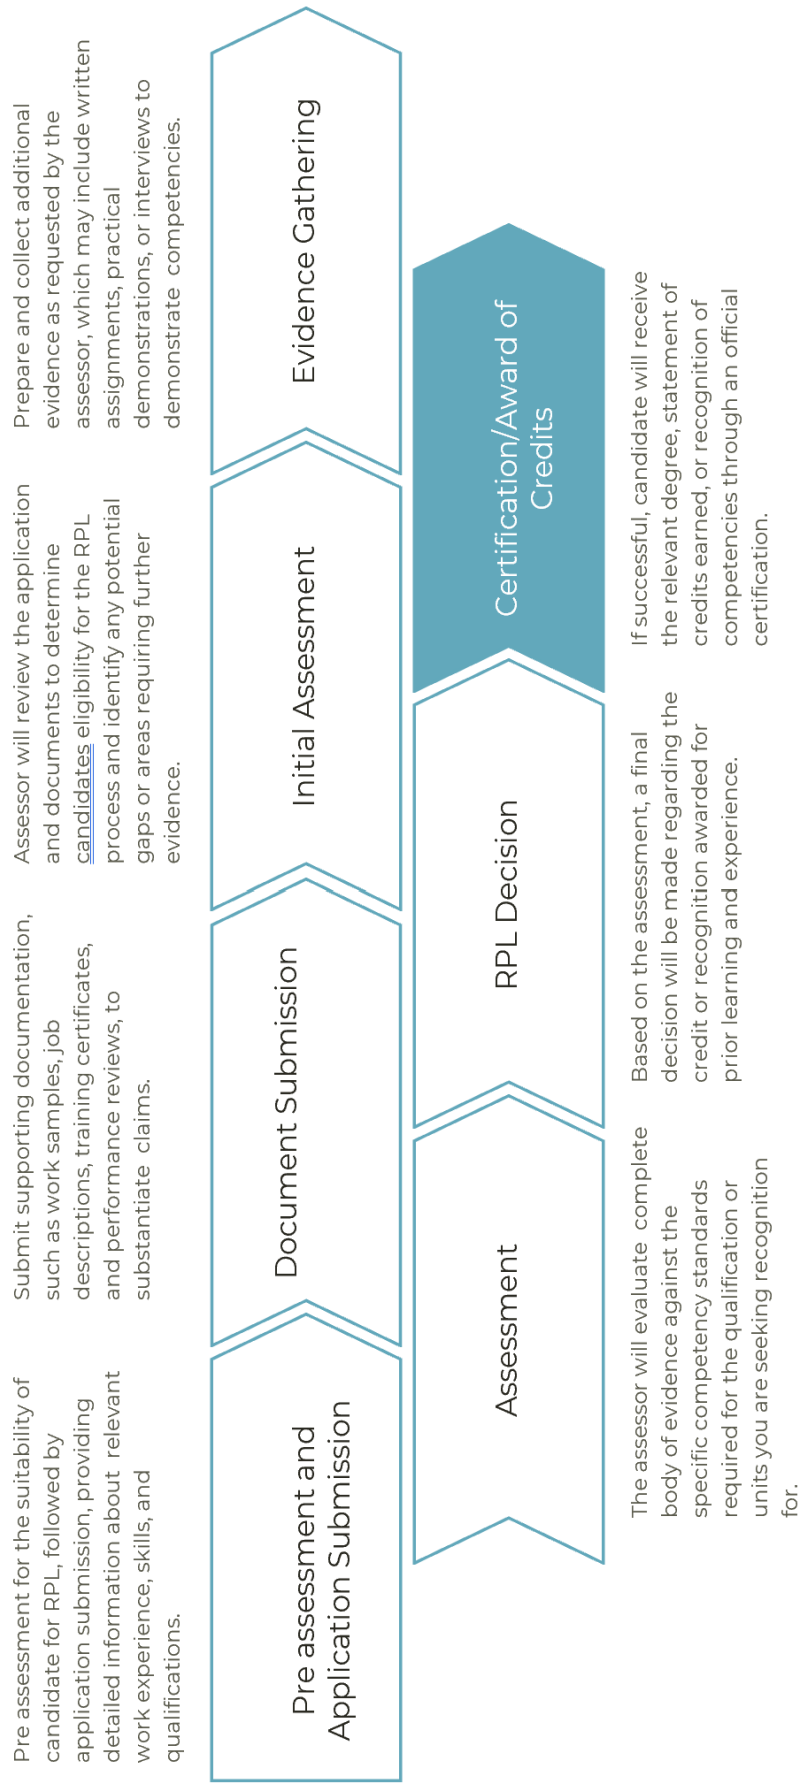 Pre assessment for the suitability of
candidate for RPL, followed by
application submission, providing
detailed information about relevant
work experience, skills, and
qualifications.
Submit supporting documentation,
such as work samples, job
descriptions, training certificates,
and performance reviews, to
substantiate claims.
Assessor will review the application
and documents to determine
candidates eligibility for the RPL
process and identify any potential
gaps or areas requiring further
evidence.
Prepare and collect additional
evidence as requested by the
assessor, which may include written
assignments, practical
demonstrations, or interviews to
demonstrate competencies.
Pre assessment and
Application Submission
Document Submission
Initial Assessment
Evidence Gathering
Assessment
RPL Decision
Certification/Award of
Credits
The assessor will evaluate complete
body of evidence against the
specific competency standards
required for the qualification or
units you are seeking recognition
for.
Based on the assessment, a final
decision will be made regarding the
credit or recognition awarded for
prior learning and experience.
If successful, candidate will receive
the relevant degree, statement of
credits earned, or recognition of
competencies through an official
certification.